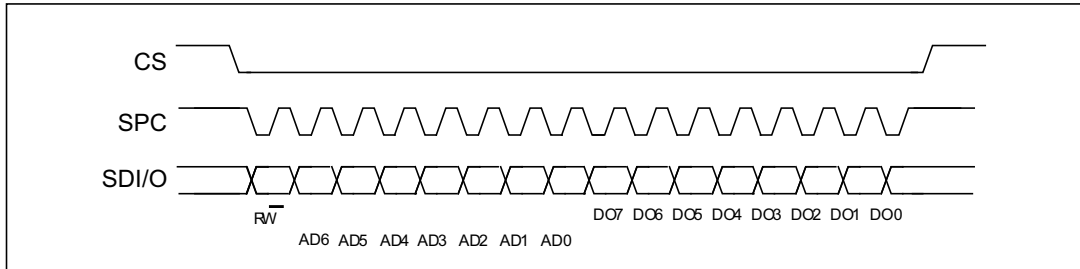 CS
SPC
SDI/O
RW
DO7 DO6 DO5 DO4 DO3 DO2 DO1 DO0
AD6 AD5 AD4 AD3 AD2 AD1 AD0